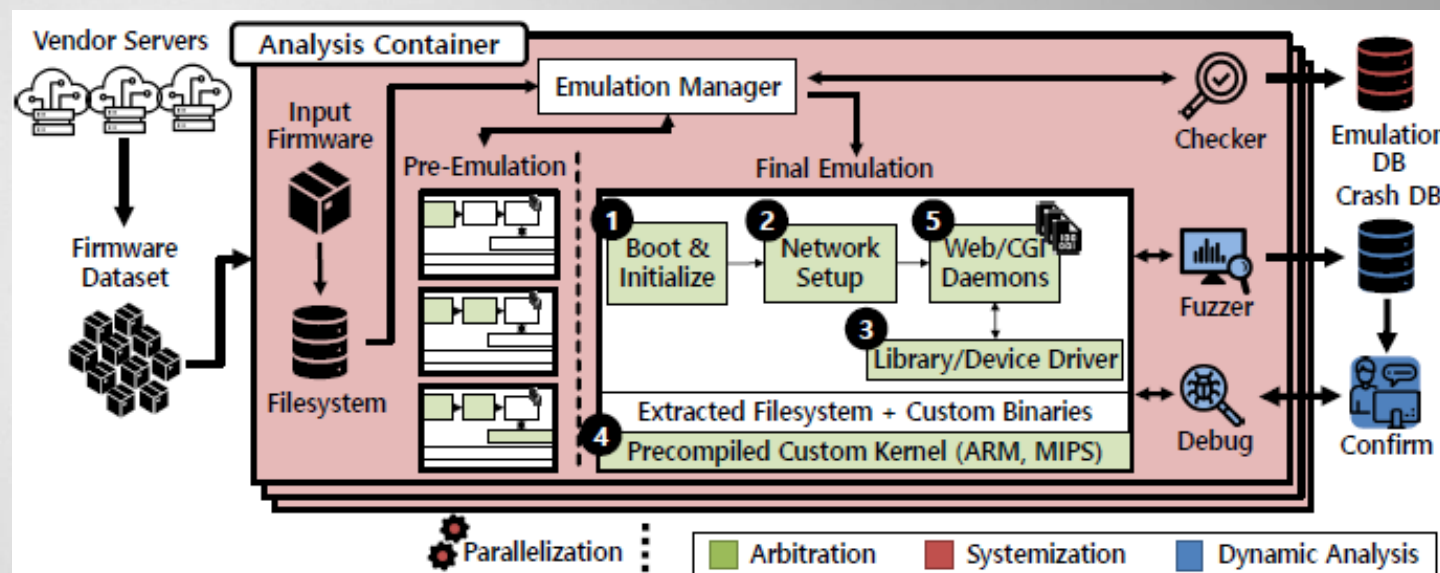 Vendor Servers
Analysis Container
Emulation Manager
Input
Firmware
Checker
Emulation
DB
Crash DB
Pre-Emulation
Final Emulation
Firmware
Dataset
1
Boot &
Initialize
2
Network
Setup
5
Web/CGI
Daemons
Fuzzer
3
Library/Device Driver
Filesystem
Extracted Filesystem + Custom Binaries
4
Precompiled Custom Kernel (ARM, MIPS)
Debug
Confirm
Parallelization
Arbitration
Systemization
Dynamic Analysis